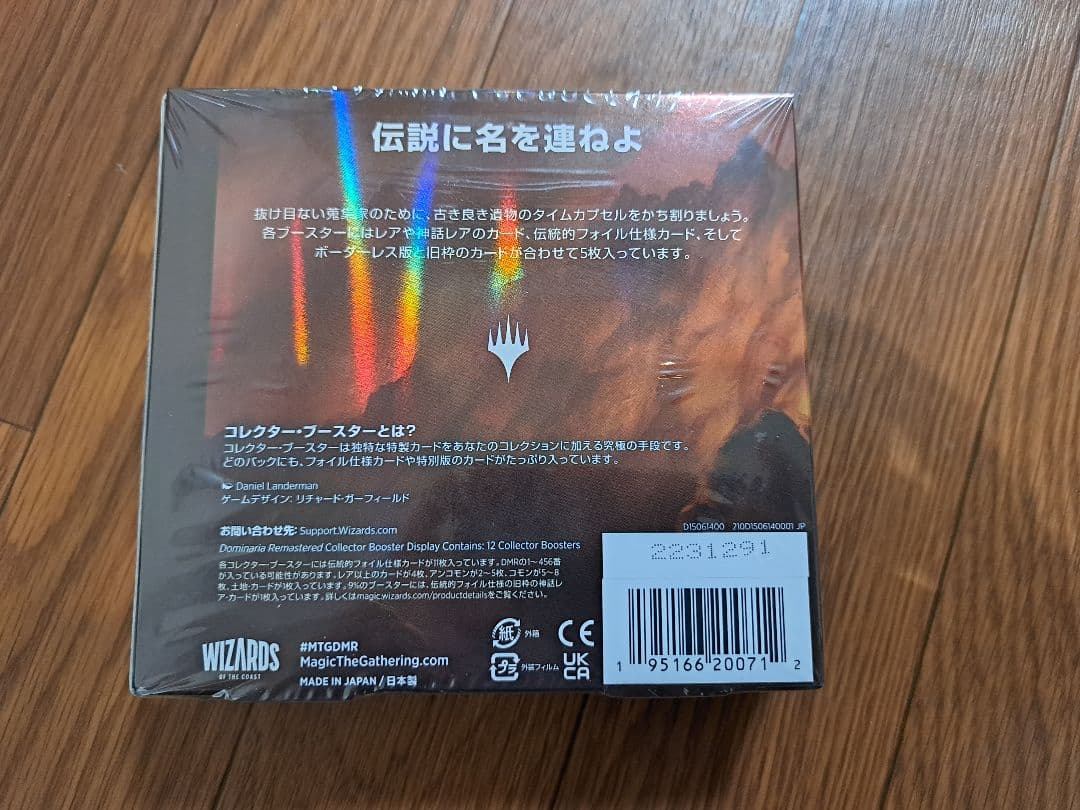 伝説に名を連ねよ
抜け目ない蒐集家のために、古き良き遺物のタイムカプセルをかち割りましょう。
各ブースターにはレアや神話レアのカード、伝統的フォイル仕様カード、そして
ボーダーレス版と旧枠のカードが合わせて5枚入っています。
コレクター・ブースターとは?
コレクター・ブースターは独特な特製カードをあなたのコレクションに加える究極の手段です。
どのパックにも、フォイル仕様カードや特別版のカードがたっぷり入っています。
Daniel Landerman
ゲームデザイン: リチャード・ガーフィールド
お問い合わせ先: Support.Wizards.com
Dominaria Remastered Collector Booster Display Contains: 12 Collector Boosters
各コレクター・ブースターには伝統的フォイル仕様カードが11枚入っています。DMRの1~456番
が入っている可能性があります。レア以上のカードが4枚、アンコモンが2~5枚、コモンが5~8
枚、土地・カードが1枚入っています。9%のブースターには、伝統的フォイル仕様の旧枠の神話レ
ア・カードが1枚入っています。詳しくはmagic.wizards.com/productdetailsをご覧ください。
D15061400 210D1506140001 JP
2231291
1 95166 20071 2
WIZARDS
OF THE COAST
#MTGDMR
MagicTheGathering.com
MADE IN JAPAN / 日本製
紙 外箱
プラ 外装フィルム
CE
UK
CA